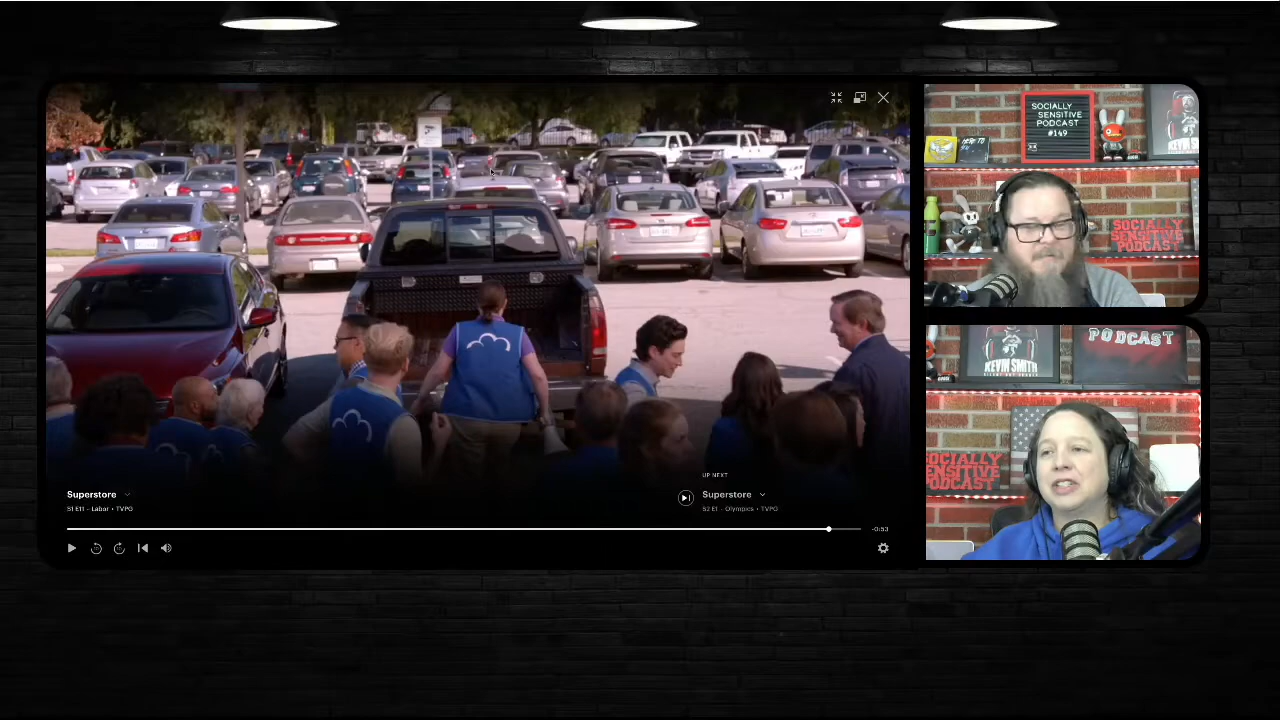 SOCIALLY
SENSITIVE
PODCAST
#149
SOCIALLY
SENSITIVE
PODCAST
KEVIN SMITH
PODCAST
SOCIALLY
SENSITIVE
PODCAST
UP NEXT
Superstore
S1 E11 - Labor • TVPG
Superstore
S2 E1 - Olympics • TVPG
-0:53